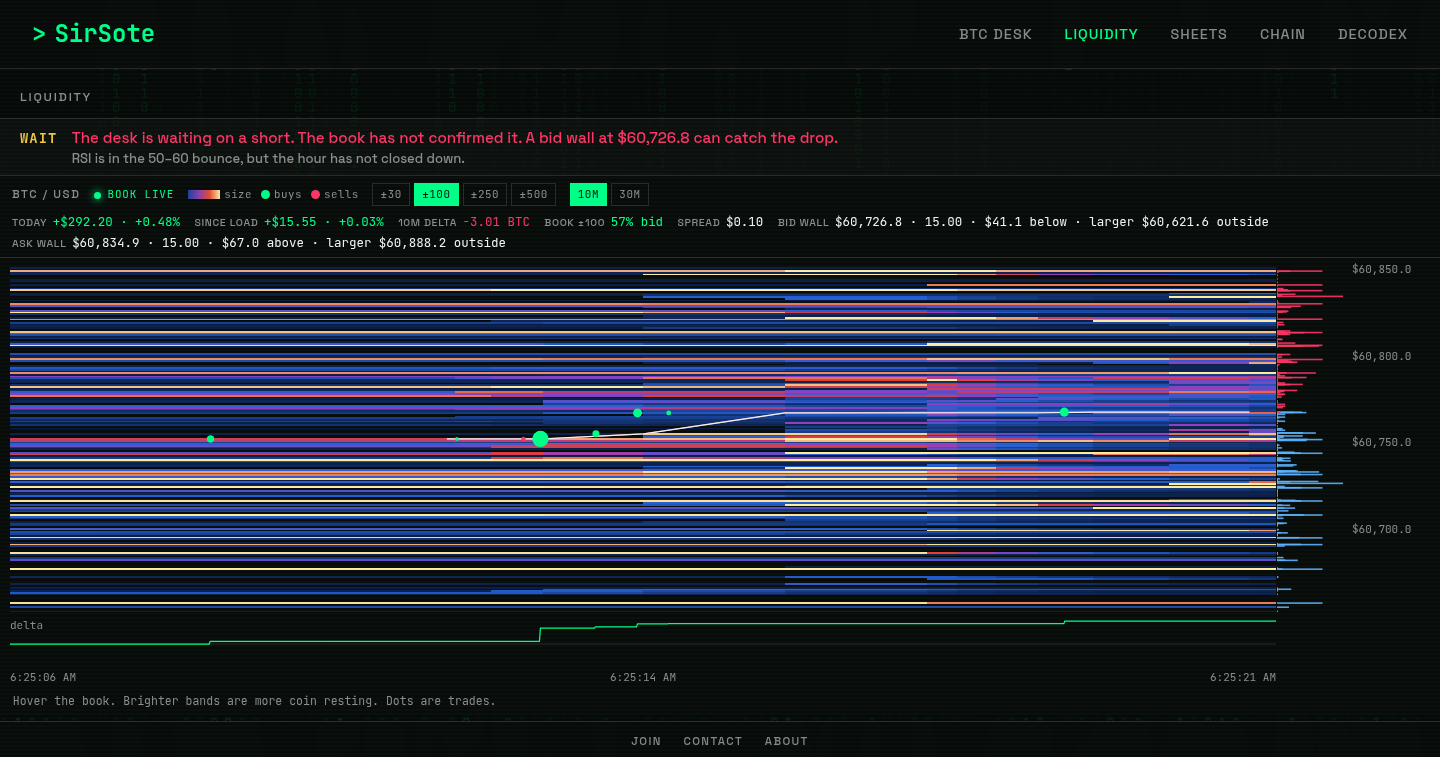 > SirSote
BTC DESK LIQUIDITY SHEETS CHAIN DECODEX
LIQUIDITY
WAIT The desk is waiting on a short. The book has not confirmed it. A bid wall at $60,726.8 can catch the drop.
RSI is in the 50–60 bounce, but the hour has not closed down.
BTC / USD BOOK LIVE size buys sells ±30 ±100 ±250 ±500 10M 30M
TODAY +$292.20 · +0.48% SINCE LOAD +$15.55 · +0.03% 10M DELTA -3.01 BTC BOOK ±100 57% bid SPREAD $0.10 BID WALL $60,726.8 · 15.00 · $41.1 below · larger $60,621.6 outside
ASK WALL $60,834.9 · 15.00 · $67.0 above · larger $60,888.2 outside
$60,850.0
$60,800.0
$60,750.0
$60,700.0
delta
6:25:06 AM 6:25:14 AM 6:25:21 AM
Hover the book. Brighter bands are more coin resting. Dots are trades.
JOIN CONTACT ABOUT